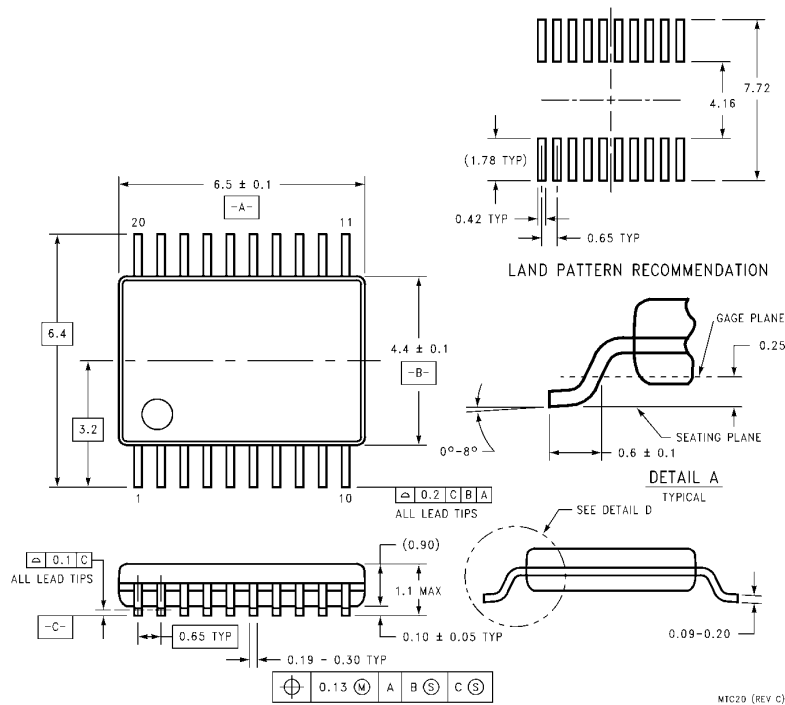 7.72
4.16
(1.78 TYP)
0.42 TYP
0.65 TYP
LAND PATTERN RECOMMENDATION
6.5 ± 0.1
-A-
20
11
6.4
3.2
4.4 ± 0.1
-B-
1
10
⌓ 0.2 C B A
ALL LEAD TIPS
GAGE PLANE
0.25
SEATING PLANE
0°-8°
0.6 ± 0.1
DETAIL A
TYPICAL
SEE DETAIL D
0.09-0.20
⌓ 0.1 C
ALL LEAD TIPS
-C-
(0.90)
1.1 MAX
0.65 TYP
0.10 ± 0.05 TYP
0.19 - 0.30 TYP
⌖ 0.13 Ⓜ A B Ⓢ C Ⓢ
MTC20 (REV C)